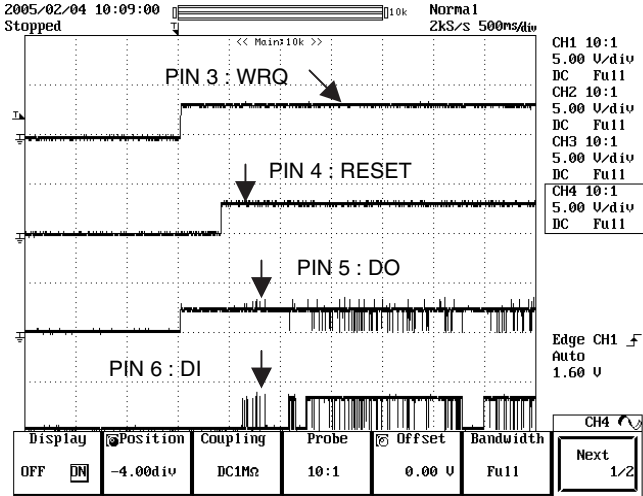 2005/02/04 10:09:00
Stopped
10k
Normal
2kS/s 500ms/div
<< Main:10k >>
CH1 10:1
5.00 V/div
DC Full
CH2 10:1
5.00 V/div
DC Full
CH3 10:1
5.00 V/div
DC Full
CH4 10:1
5.00 V/div
DC Full
PIN 3 : WRQ
PIN 4 : RESET
PIN 5 : DO
PIN 6 : DI
Edge CH1
Auto
1.60 V
CH4
Display
OFF ON
Position
-4.00div
Coupling
DC1MΩ
Probe
10:1
Offset
0.00 V
Bandwidth
Full
Next
1/2